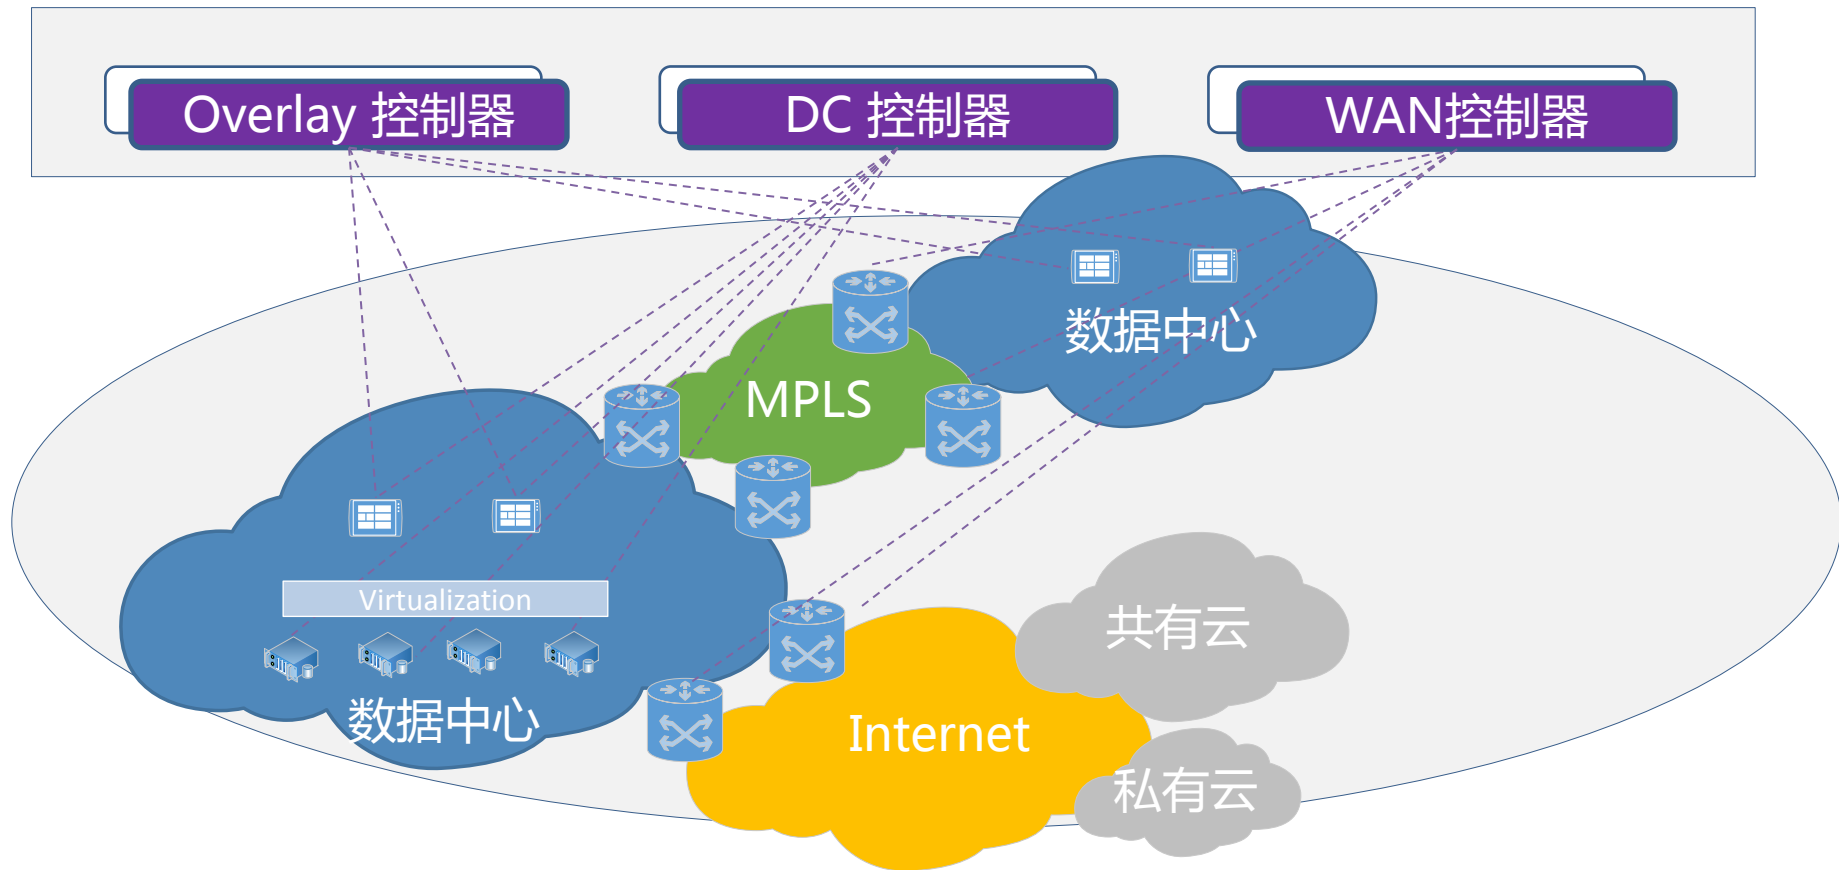 Overlay 控制器
DC 控制器
WAN控制器
数据中心
MPLS
Virtualization
数据中心
共有云
Internet
私有云